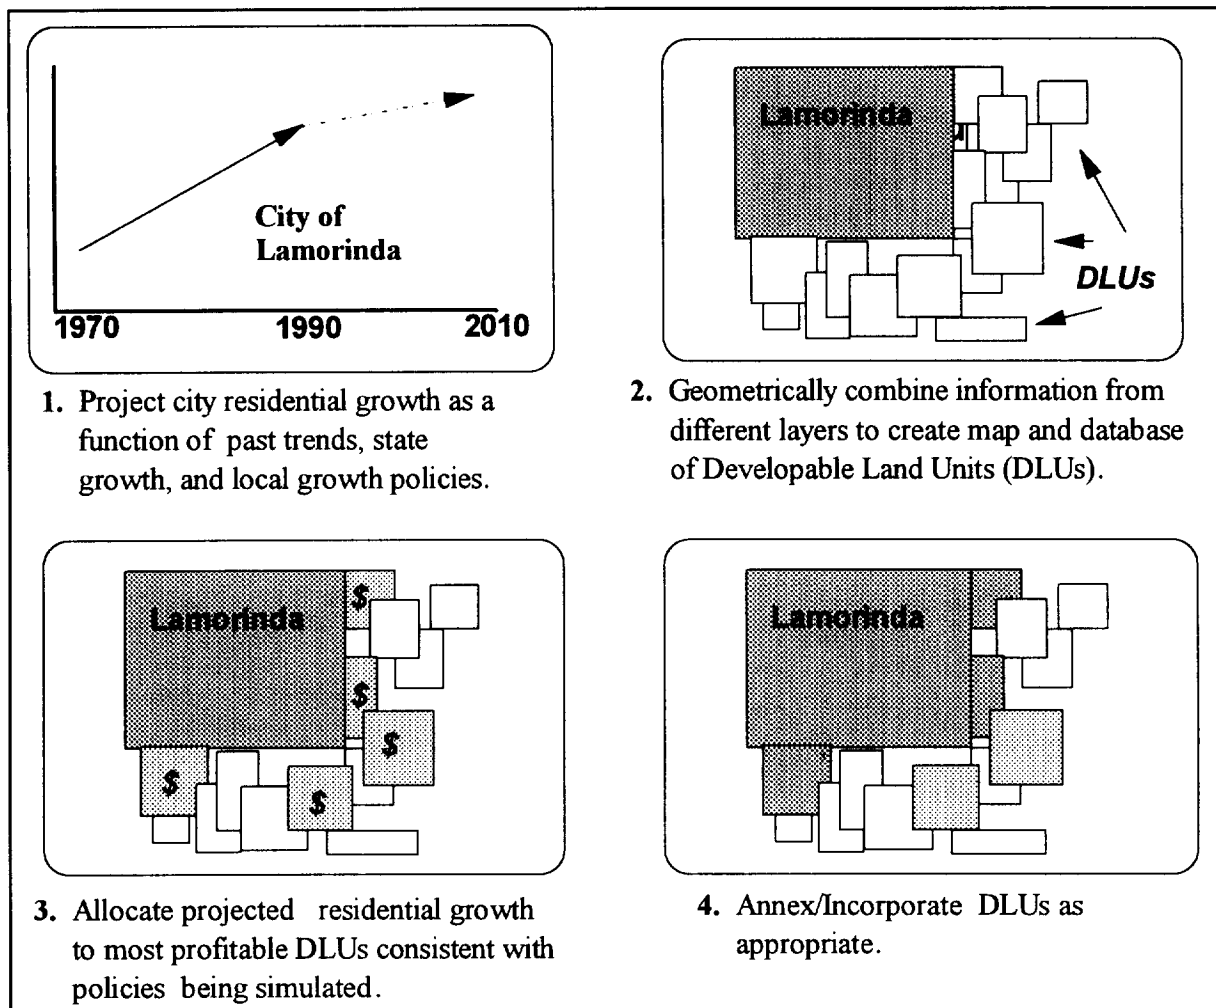 City of
Lamorinda
1970 1990 2010
1. Project city residential growth as a
function of past trends, state
growth, and local growth policies.
Lamorinda
DLUs
2. Geometrically combine information from
different layers to create map and database
of Developable Land Units (DLUs).
Lamorinda
$
$
$
$
$
3. Allocate projected residential growth
to most profitable DLUs consistent with
policies being simulated.
Lamorinda
4. Annex/Incorporate DLUs as
appropriate.